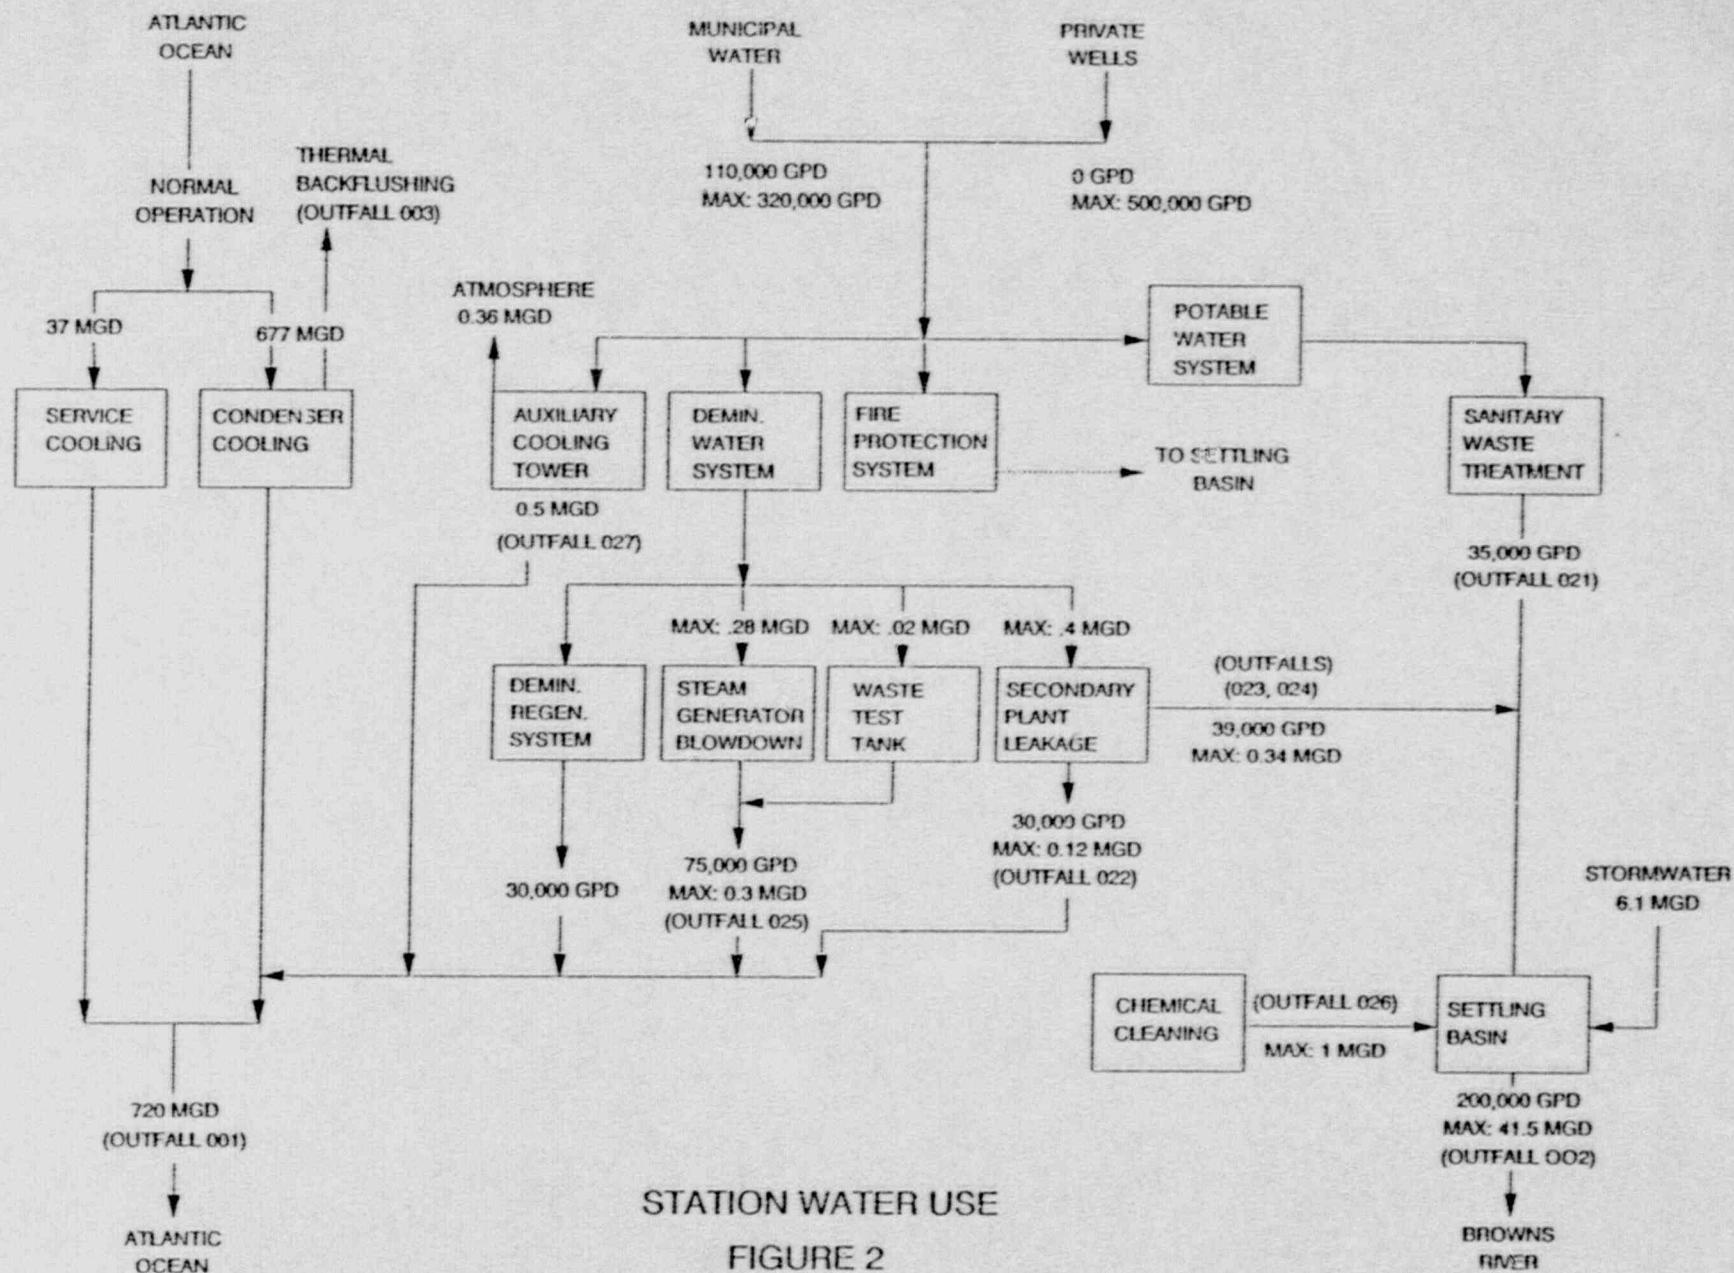 ATLANTIC
OCEAN
MUNICIPAL
WATER
PRIVATE
WELLS
THERMAL
BACKFLUSHING
(OUTFALL 003)
NORMAL
OPERATION
110,000 GPD
MAX: 320,000 GPD
0 GPD
MAX: 500,000 GPD
ATMOSPHERE
0.36 MGD
37 MGD
677 MGD
POTABLE
WATER
SYSTEM
SERVICE
COOLING
CONDENSER
COOLING
AUXILIARY
COOLING
TOWER
DEMIN.
WATER
SYSTEM
FIRE
PROTECTION
SYSTEM
TO SETTLING
BASIN
SANITARY
WASTE
TREATMENT
0.5 MGD
(OUTFALL 027)
35,000 GPD
(OUTFALL 021)
MAX: .28 MGD
MAX: .02 MGD
MAX: .4 MGD
DEMIN.
REGEN.
SYSTEM
STEAM
GENERATOR
BLOWDOWN
WASTE
TEST
TANK
SECONDARY
PLANT
LEAKAGE
(OUTFALLS)
(023, 024)
39,000 GPD
MAX: 0.34 MGD
30,000 GPD
75,000 GPD
MAX: 0.3 MGD
(OUTFALL 025)
30,000 GPD
MAX: 0.12 MGD
(OUTFALL 022)
STORMWATER
6.1 MGD
CHEMICAL
CLEANING
(OUTFALL 026)
MAX: 1 MGD
SETTLING
BASIN
720 MGD
(OUTFALL 001)
200,000 GPD
MAX: 41.5 MGD
(OUTFALL OO2)
ATLANTIC
OCEAN
BROWNS
RIVER
STATION WATER USE
FIGURE 2